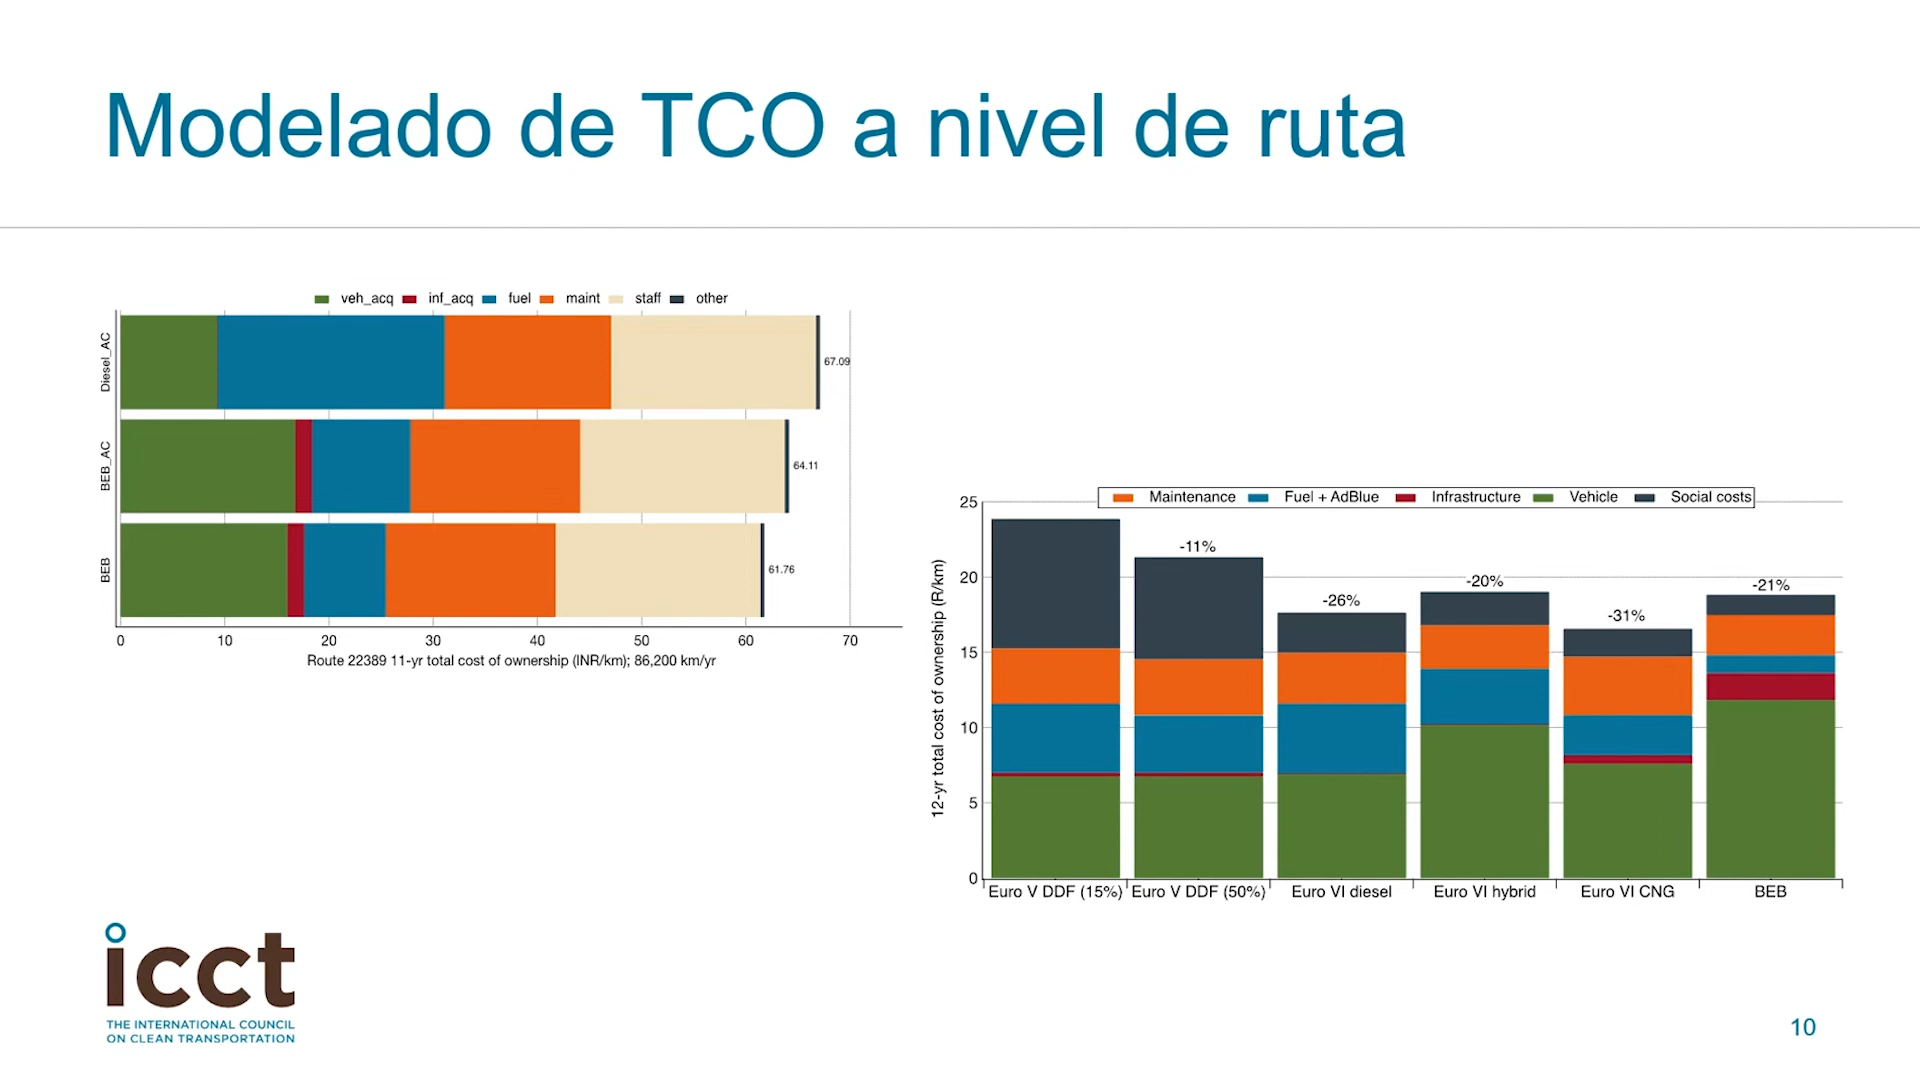 Modelado de TCO a nivel de ruta
veh_acq inf_acq fuel maint staff other
Diesel_AC
67.09
BEB_AC
64.11
BEB
61.76
0 10 20 30 40 50 60 70
Route 22389 11-yr total cost of ownership (INR/km); 86,200 km/yr
Maintenance Fuel + AdBlue Infrastructure Vehicle Social costs
12-yr total cost of ownership (R/km)
25
20
15
10
5
0
-11%
-26%
-20%
-31%
-21%
Euro V DDF (15%) Euro V DDF (50%) Euro VI diesel Euro VI hybrid Euro VI CNG BEB
icct
THE INTERNATIONAL COUNCIL
ON CLEAN TRANSPORTATION
10